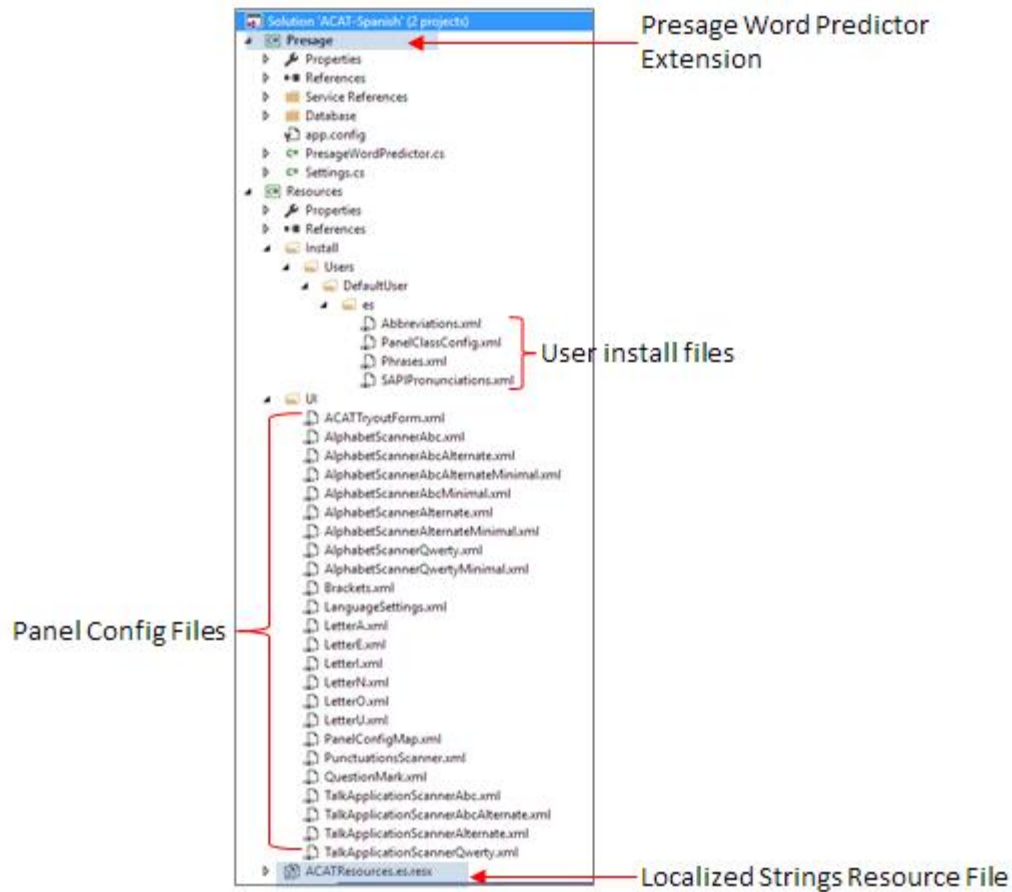 Solution 'ACAT-Spanish' (2 projects)
Presage
Properties
References
Service References
Database
app.config
PresageWordPredictor.cs
Settings.cs
Resources
Properties
References
Install
Users
DefaultUser
es
Abbreviations.xml
PanelClassConfig.xml
Phrases.xml
SAPIPronunciations.xml
UI
ACATTryoutForm.xml
AlphabetScannerAbc.xml
AlphabetScannerAbcAlternate.xml
AlphabetScannerAbcAlternateMinimal.xml
AlphabetScannerAbcMinimal.xml
AlphabetScannerAlternate.xml
AlphabetScannerAlternateMinimal.xml
AlphabetScannerQwerty.xml
AlphabetScannerQwertyMinimal.xml
Brackets.xml
LanguageSettings.xml
LetterA.xml
LetterE.xml
LetterI.xml
LetterN.xml
LetterO.xml
LetterU.xml
PanelConfigMap.xml
PunctuationsScanner.xml
QuestionMark.xml
TalkApplicationScannerAbc.xml
TalkApplicationScannerAbcAlternate.xml
TalkApplicationScannerAlternate.xml
TalkApplicationScannerQwerty.xml
ACATResources.es.resx
Presage Word Predictor
Extension
User install files
Panel Config Files
Localized Strings Resource File